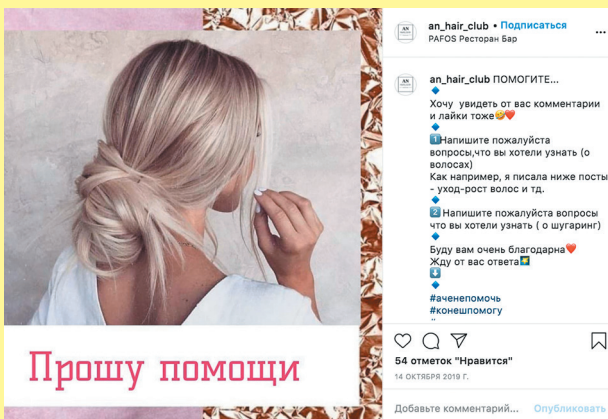 Прошу помощи
an_hair_club • Подписаться
PAFOS Ресторан Бар
an_hair_club ПОМОГИТЕ...
Хочу увидеть от вас комментарии
и лайки тоже
1 Напишите пожалуйста
вопросы,что вы хотели узнать (о
волосах)
Как например, я писала ниже посты
- уход-рост волос и тд.
2 Напишите пожалуйста вопросы
что вы хотели узнать ( о шугаринг)
Буду вам очень благодарна
Жду от вас ответа
#аченепомочь
#конешпомогу
54 отметок "Нравится"
14 ОКТЯБРЯ 2019 Г.
Добавьте комментарий... Опубликовать